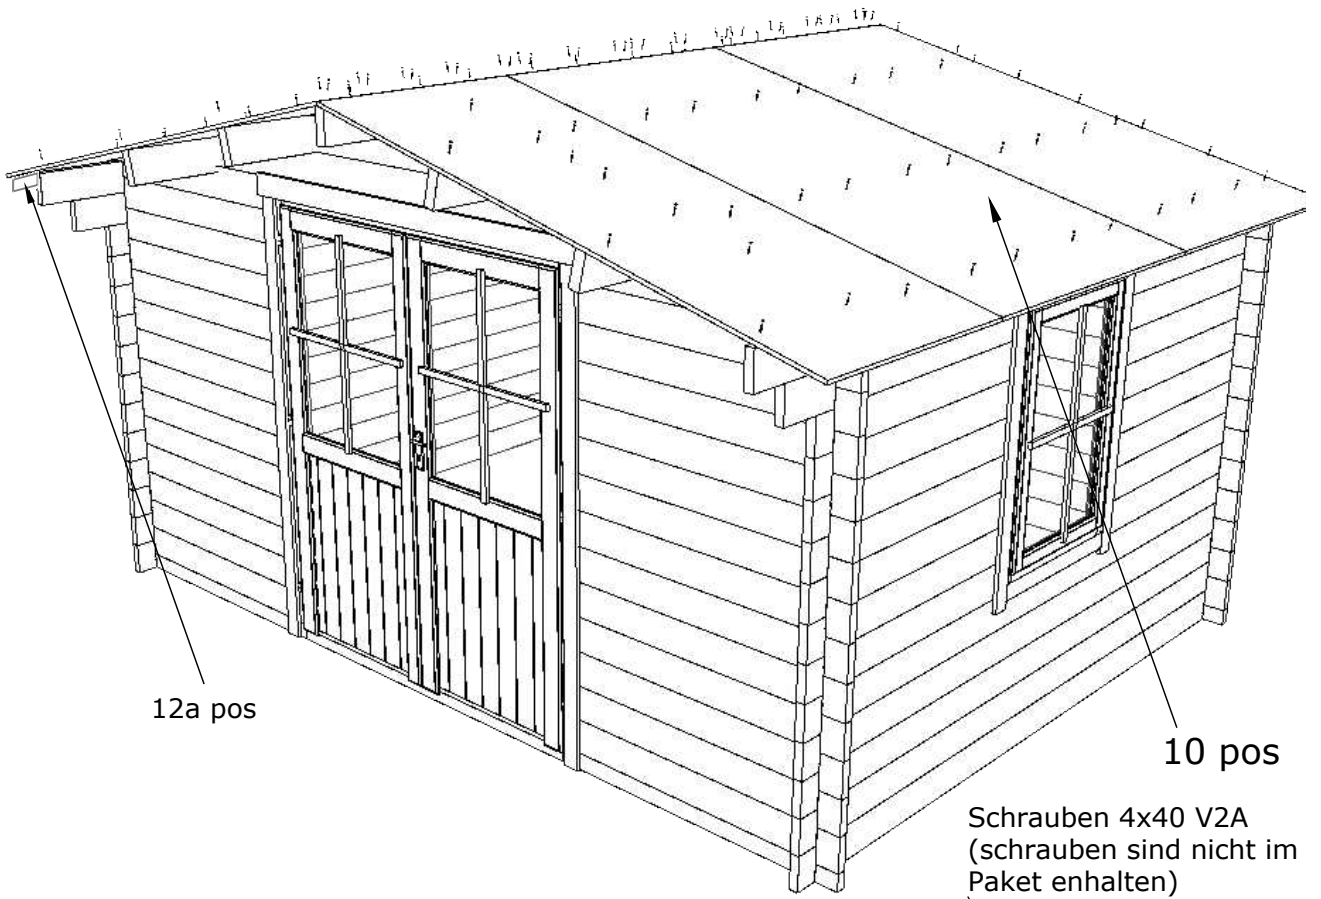 12a pos
10 pos
Schrauben 4x40 V2A
(schrauben sind nicht im
Paket enhalten)